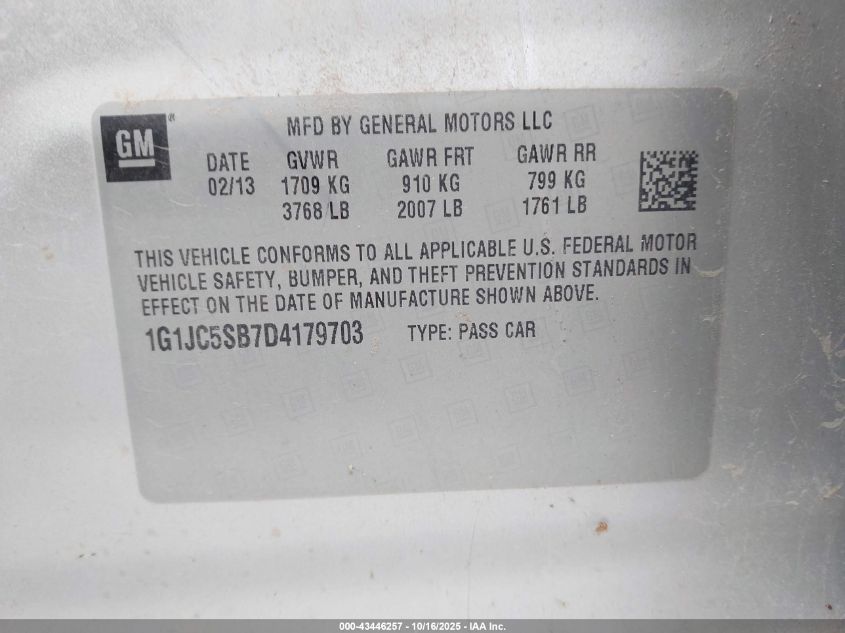 GM®
MFD BY GENERAL MOTORS LLC
DATE GVWR GAWR FRT GAWR RR
02/13 1709 KG 910 KG 799 KG
3768 LB 2007 LB 1761 LB
THIS VEHICLE CONFORMS TO ALL APPLICABLE U.S. FEDERAL MOTOR
VEHICLE SAFETY, BUMPER, AND THEFT PREVENTION STANDARDS IN
EFFECT ON THE DATE OF MANUFACTURE SHOWN ABOVE.
1G1JC5SB7D4179703 TYPE: PASS CAR
000-43446257 - 10/16/2025 - IAA Inc.